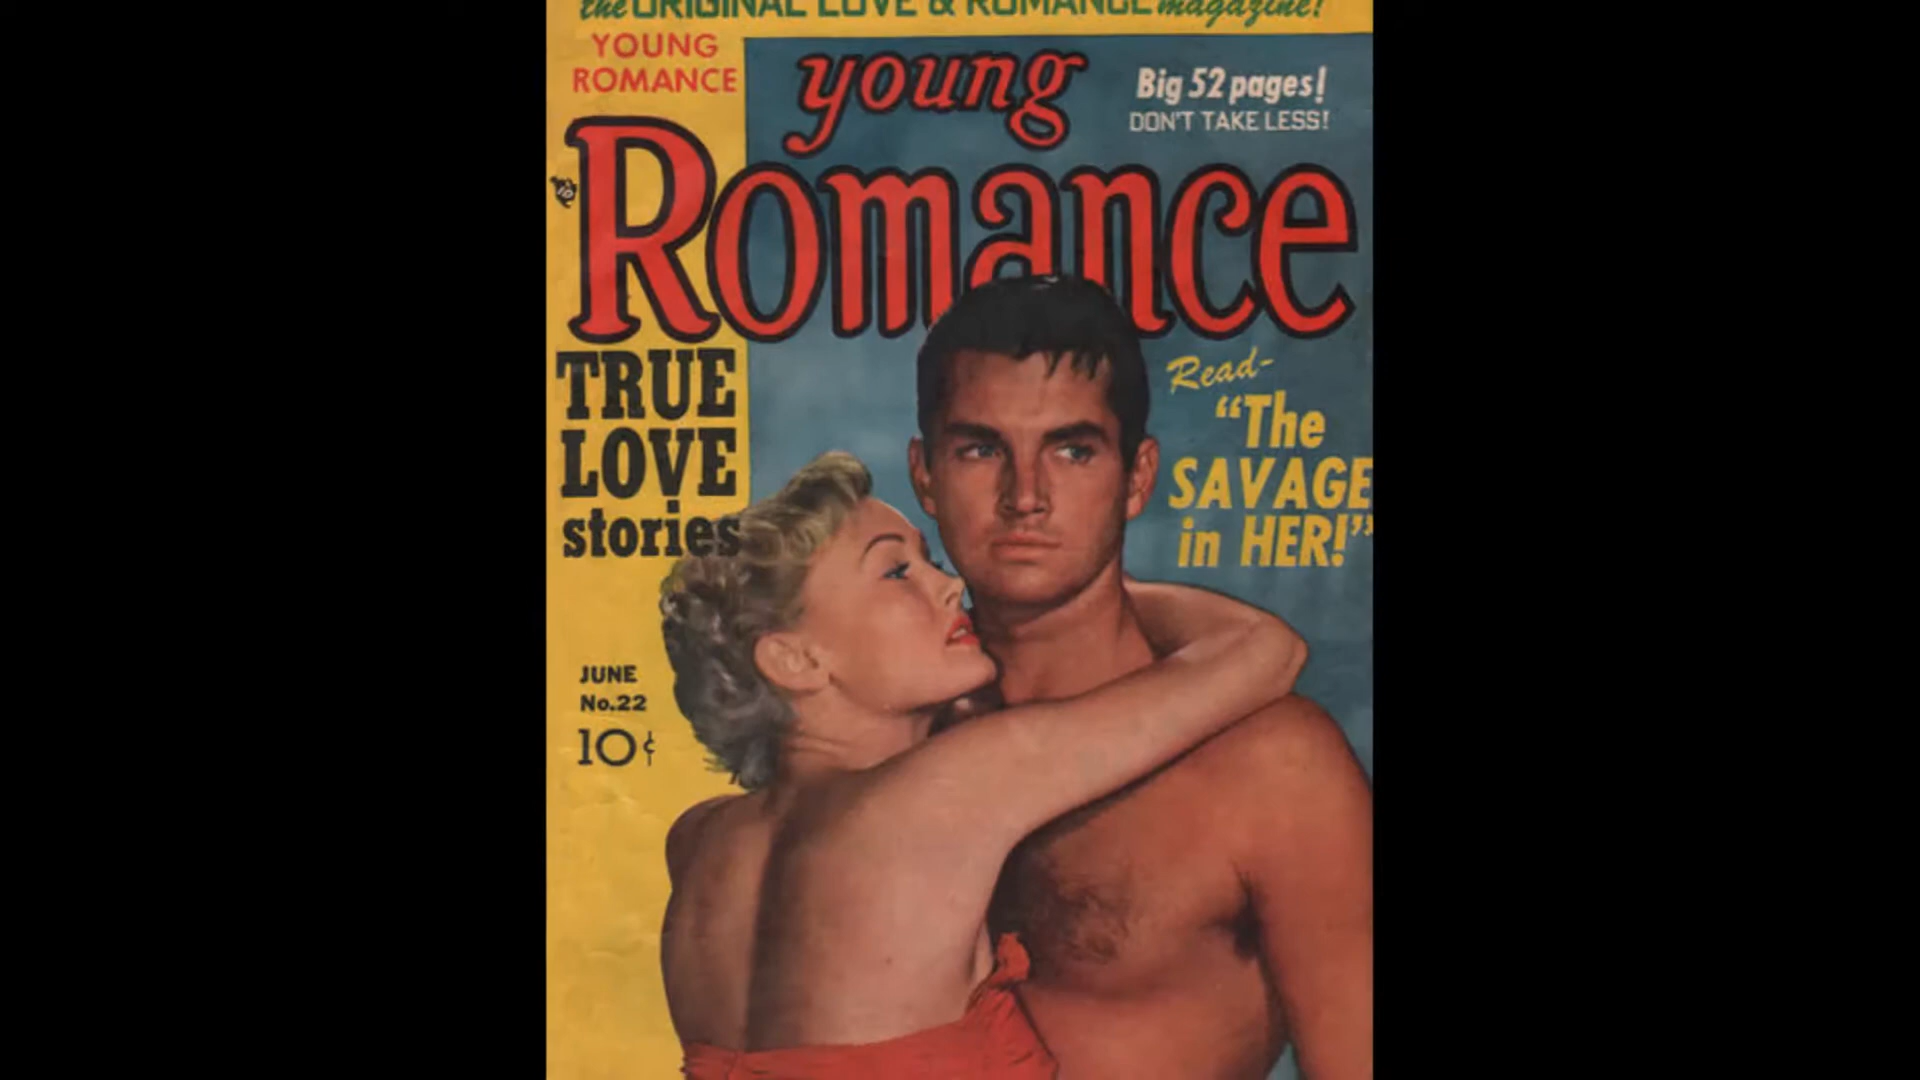 the ORIGINAL LOVE & ROMANCE magazine!
YOUNG
ROMANCE
young
Romance
Big 52 pages!
DON'T TAKE LESS!
TRUE
LOVE
stories
Read-
"The
SAVAGE
in HER!"
JUNE
No.22
10¢